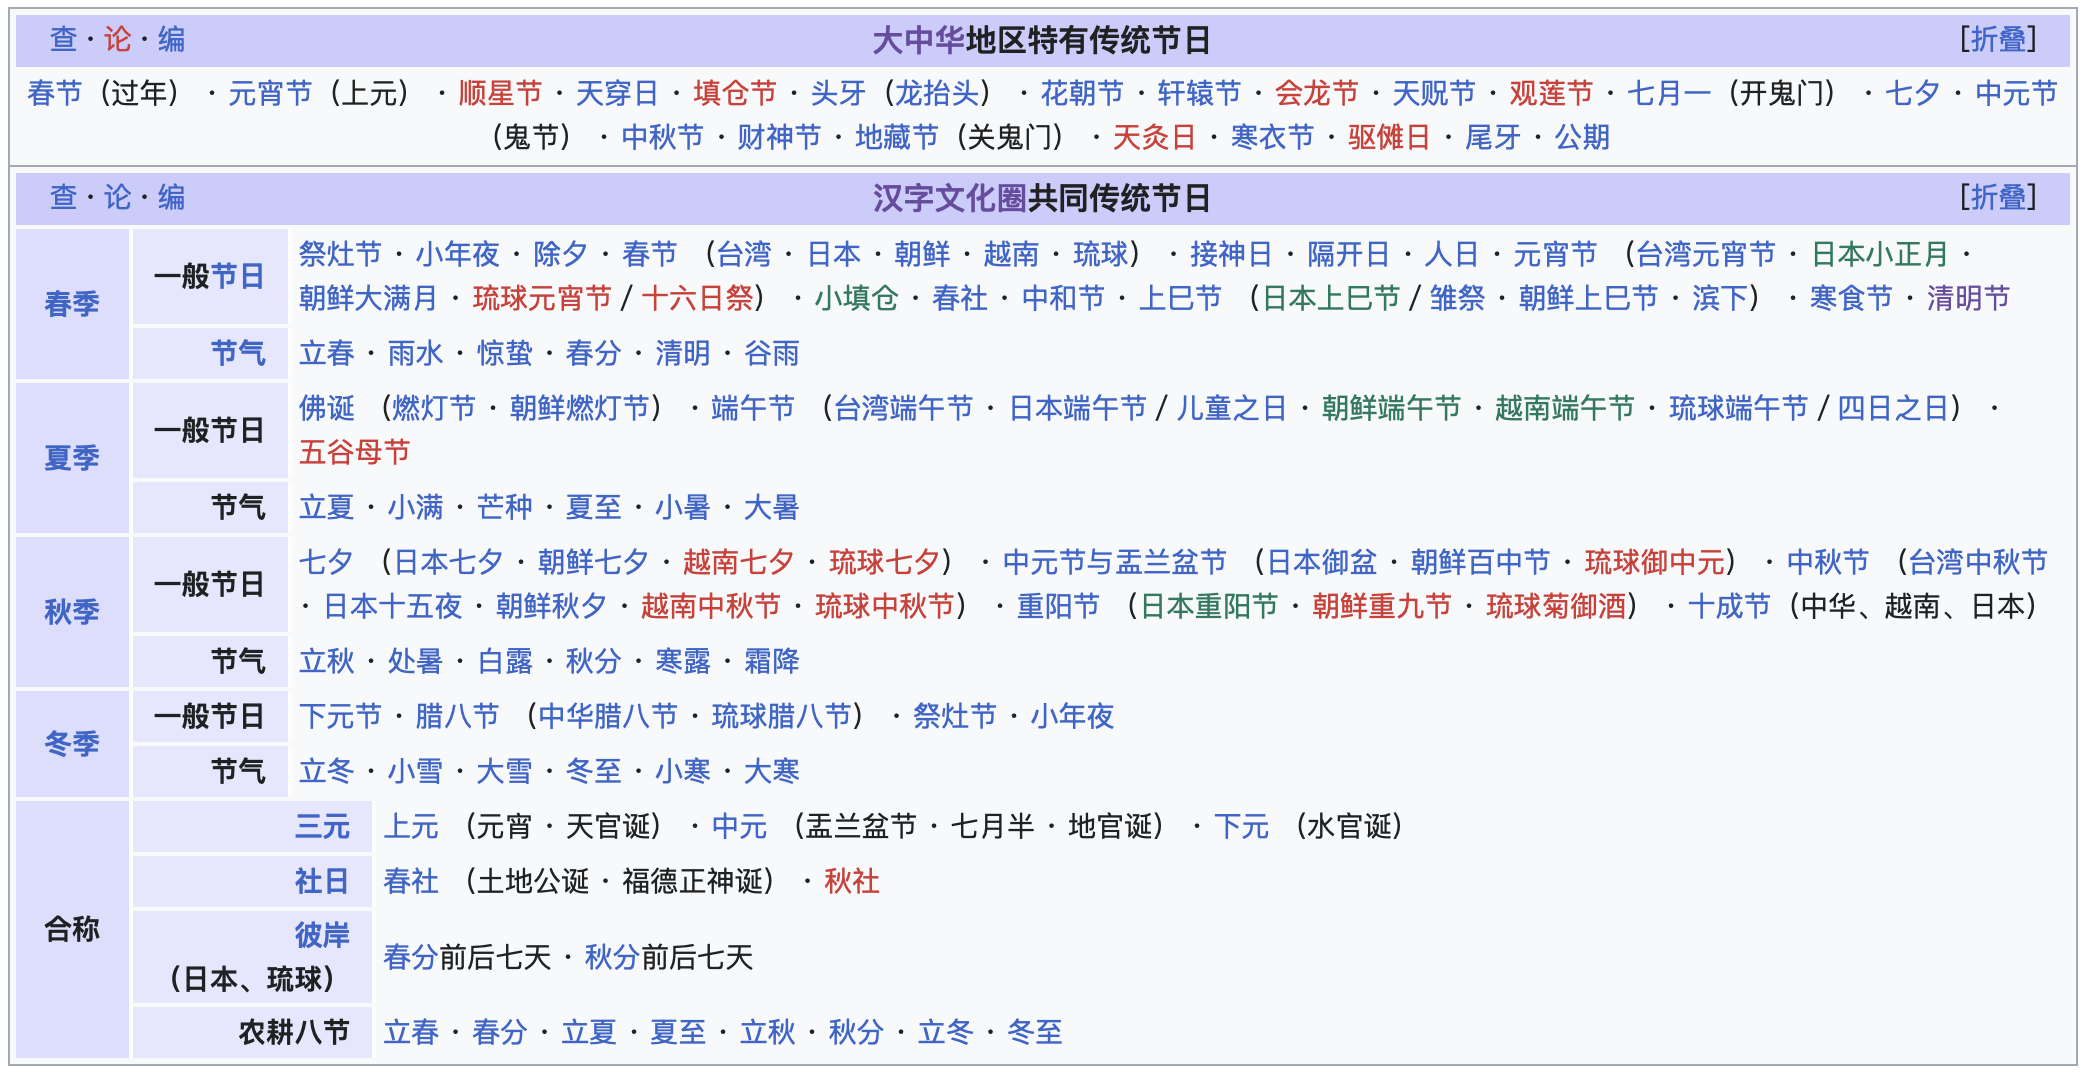 查 · 论 · 编 大中华地区特有传统节日 [折叠]
春节（过年） · 元宵节（上元） · 顺星节 · 天穿日 · 填仓节 · 头牙（龙抬头） · 花朝节 · 轩辕节 · 会龙节 · 天贶节 · 观莲节 · 七月一（开鬼门） · 七夕 · 中元节
（鬼节） · 中秋节 · 财神节 · 地藏节（关鬼门） · 天灸日 · 寒衣节 · 驱傩日 · 尾牙 · 公期
查 · 论 · 编 汉字文化圈共同传统节日 [折叠]
春季
一般节日
祭灶节 · 小年夜 · 除夕 · 春节 （台湾 · 日本 · 朝鲜 · 越南 · 琉球） · 接神日 · 隔开日 · 人日 · 元宵节 （台湾元宵节 · 日本小正月 ·
朝鲜大满月 · 琉球元宵节 / 十六日祭） · 小填仓 · 春社 · 中和节 · 上巳节 （日本上巳节 / 雏祭 · 朝鲜上巳节 · 滨下） · 寒食节 · 清明节
节气 立春 · 雨水 · 惊蛰 · 春分 · 清明 · 谷雨
夏季
一般节日
佛诞 （燃灯节 · 朝鲜燃灯节） · 端午节 （台湾端午节 · 日本端午节 / 儿童之日 · 朝鲜端午节 · 越南端午节 · 琉球端午节 / 四日之日） ·
五谷母节
节气 立夏 · 小满 · 芒种 · 夏至 · 小暑 · 大暑
秋季
一般节日
七夕 （日本七夕 · 朝鲜七夕 · 越南七夕 · 琉球七夕） · 中元节与盂兰盆节 （日本御盆 · 朝鲜百中节 · 琉球御中元） · 中秋节 （台湾中秋节
· 日本十五夜 · 朝鲜秋夕 · 越南中秋节 · 琉球中秋节） · 重阳节 （日本重阳节 · 朝鲜重九节 · 琉球菊御酒） · 十成节（中华、越南、日本）
节气 立秋 · 处暑 · 白露 · 秋分 · 寒露 · 霜降
冬季
一般节日 下元节 · 腊八节 （中华腊八节 · 琉球腊八节） · 祭灶节 · 小年夜
节气 立冬 · 小雪 · 大雪 · 冬至 · 小寒 · 大寒
合称
三元 上元 （元宵 · 天官诞） · 中元 （盂兰盆节 · 七月半 · 地官诞） · 下元 （水官诞）
社日 春社 （土地公诞 · 福德正神诞） · 秋社
彼岸
（日本、琉球）
春分前后七天 · 秋分前后七天
农耕八节 立春 · 春分 · 立夏 · 夏至 · 立秋 · 秋分 · 立冬 · 冬至